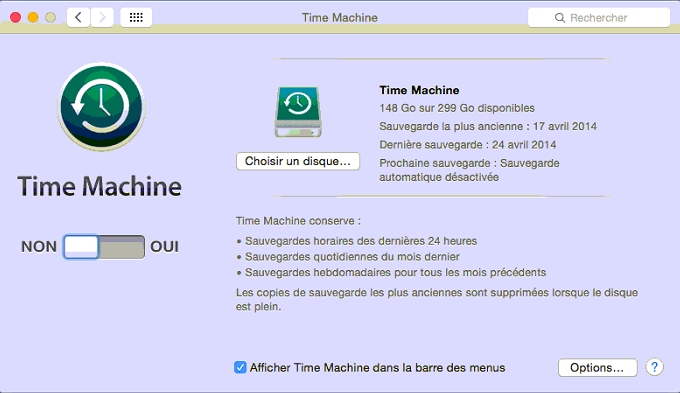 Time Machine
Rechercher
Time Machine
148 Go sur 299 Go disponibles
Sauvegarde la plus ancienne : 17 avril 2014
Dernière sauvegarde : 24 avril 2014
Prochaine sauvegarde : Sauvegarde
automatique désactivée
Choisir un disque...
Time Machine
NON OUI
Time Machine conserve :
• Sauvegardes horaires des dernières 24 heures
• Sauvegardes quotidiennes du mois dernier
• Sauvegardes hebdomadaires pour tous les mois précédents
Les copies de sauvegarde les plus anciennes sont supprimées lorsque le disque
est plein.
Afficher Time Machine dans la barre des menus
Options...
?